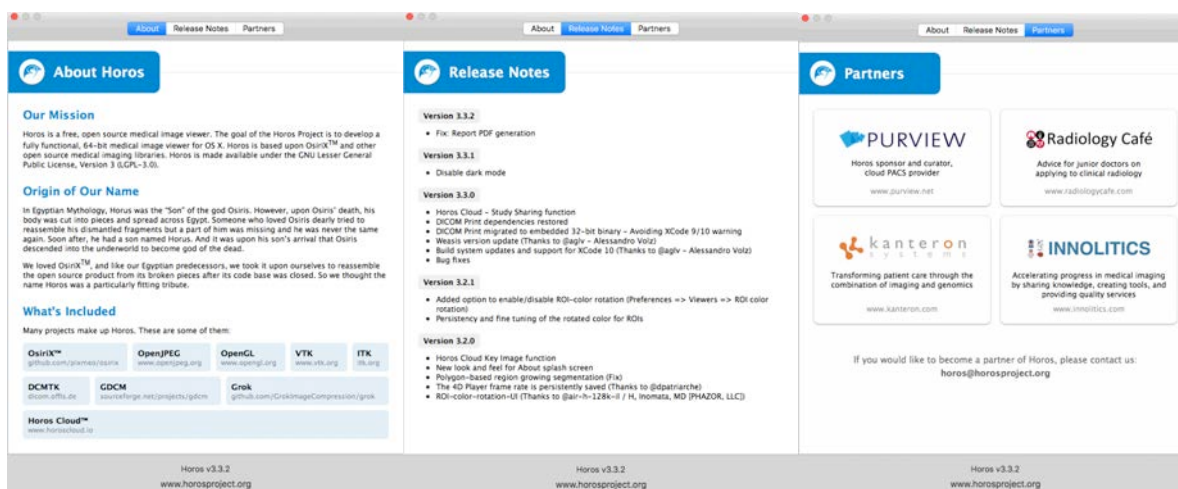 About Release Notes Partners
About Horos
Our Mission
Horos is a free, open source medical image viewer. The goal of the Horos Project is to develop a
fully functional, 64-bit medical image viewer for OS X. Horos is based upon OsiriX™ and other
open source medical imaging libraries. Horos is made available under the GNU Lesser General
Public License, Version 3 (LGPL-3.0).
Origin of Our Name
In Egyptian Mythology, Horus was the "Son" of the god Osiris. However, upon Osiris' death, his
body was cut into pieces and spread across Egypt. Someone who loved Osiris dearly tried to
reassemble his dismantled fragments but a part of him was missing and he was never the same
again. Soon after, he had a son named Horus. And it was upon his son's arrival that Osiris
descended into the underworld to become god of the dead.
We loved OsiriX™, and like our Egyptian predecessors, we took it upon ourselves to reassemble
the open source product from its broken pieces after its code base was closed. So we thought the
name Horos was a particularly fitting tribute.
What's Included
Many projects make up Horos. These are some of them:
OsiriX™ OpenJPEG OpenGL VTK ITK
github.com/pixmeo/osirix www.openjpeg.org www.opengl.org www.vtk.org itk.org
DCMTK GDCM Grok
dicom.offis.de sourceforge.net/projects/gdcm github.com/GrokImageCompression/grok
Horos Cloud™
www.horoscloud.io
Horos v3.3.2
www.horosproject.org
About Release Notes Partners
Release Notes
Version 3.3.2
• Fix: Report PDF generation
Version 3.3.1
• Disable dark mode
Version 3.3.0
• Horos Cloud - Study Sharing function
• DICOM Print dependencies restored
• DICOM Print migrated to embedded 32-bit binary - Avoiding XCode 9/10 warning
• Weasis version update (Thanks to @aglv - Alessandro Volz)
• Build system updates and support for XCode 10 (Thanks to @aglv - Alessandro Volz)
• Bug fixes
Version 3.2.1
• Added option to enable/disable ROI-color rotation (Preferences => Viewers => ROI color
rotation)
• Persistency and fine tuning of the rotated color for ROIs
Version 3.2.0
• Horos Cloud Key Image function
• New look and feel for About splash screen
• Polygon-based region growing segmentation (Fix)
• The 4D Player frame rate is persistently saved (Thanks to @dpatriarche)
• ROI-color-rotation-UI (Thanks to @air-h-128k-il / H, Inomata, MD [PHAZOR, LLC])
Horos v3.3.2
www.horosproject.org
About Release Notes Partners
Partners
PURVIEW
Horos sponsor and curator,
cloud PACS provider
www.purview.net
Radiology Café
Advice for junior doctors on
applying to clinical radiology
www.radiologycafe.com
kanteron
systems
Transforming patient care through the
combination of imaging and genomics
www.kanteron.com
INNOLITICS
Accelerating progress in medical imaging
by sharing knowledge, creating tools, and
providing quality services
www.innolitics.com
If you would like to become a partner of Horos, please contact us:
horos@horosproject.org
Horos v3.3.2
www.horosproject.org